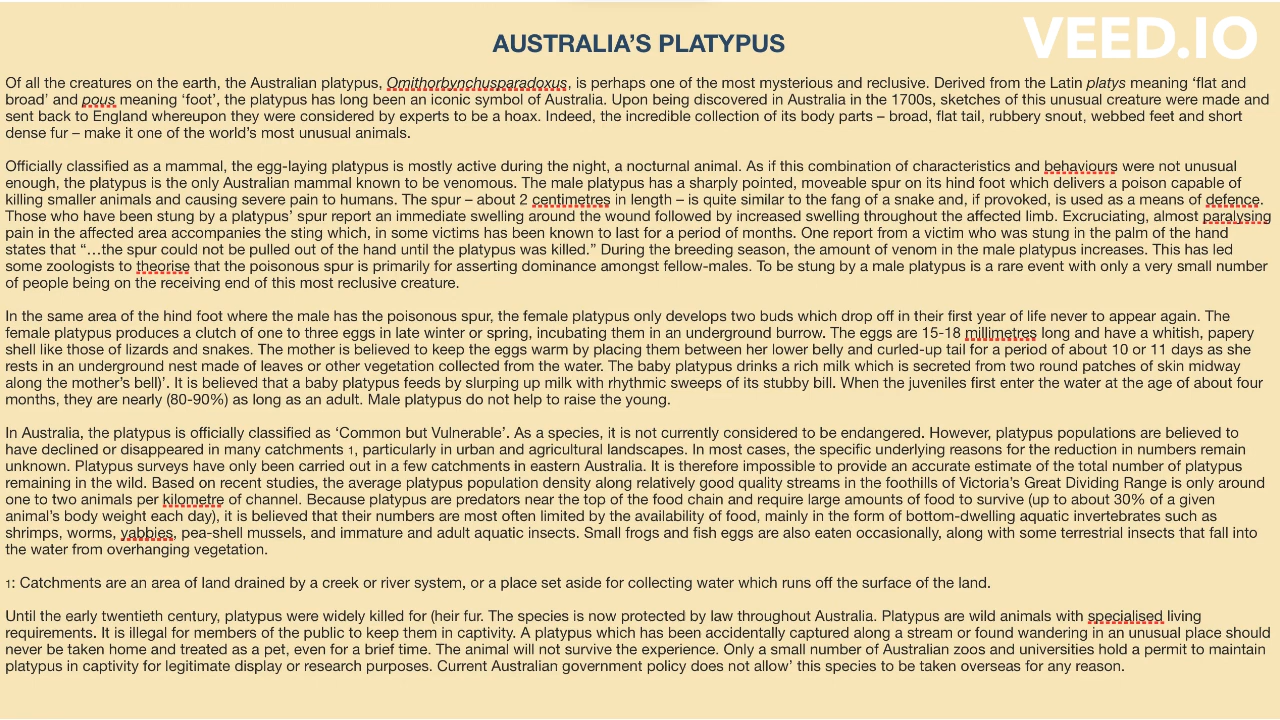 VEED.IO
AUSTRALIA’S PLATYPUS
Of all the creatures on the earth, the Australian platypus, Omithorbynchusparadoxus, is perhaps one of the most mysterious and reclusive. Derived from the Latin platys meaning ‘flat and
broad’ and pous meaning ‘foot’, the platypus has long been an iconic symbol of Australia. Upon being discovered in Australia in the 1700s, sketches of this unusual creature were made and
sent back to England whereupon they were considered by experts to be a hoax. Indeed, the incredible collection of its body parts – broad, flat tail, rubbery snout, webbed feet and short
dense fur – make it one of the world’s most unusual animals.
Officially classified as a mammal, the egg-laying platypus is mostly active during the night, a nocturnal animal. As if this combination of characteristics and behaviours were not unusual
enough, the platypus is the only Australian mammal known to be venomous. The male platypus has a sharply pointed, moveable spur on its hind foot which delivers a poison capable of
killing smaller animals and causing severe pain to humans. The spur – about 2 centimetres in length – is quite similar to the fang of a snake and, if provoked, is used as a means of defence.
Those who have been stung by a platypus’ spur report an immediate swelling around the wound followed by increased swelling throughout the affected limb. Excruciating, almost paralysing
pain in the affected area accompanies the sting which, in some victims has been known to last for a period of months. One report from a victim who was stung in the palm of the hand
states that “…the spur could not be pulled out of the hand until the platypus was killed.” During the breeding season, the amount of venom in the male platypus increases. This has led
some zoologists to theorise that the poisonous spur is primarily for asserting dominance amongst fellow-males. To be stung by a male platypus is a rare event with only a very small number
of people being on the receiving end of this most reclusive creature.
In the same area of the hind foot where the male has the poisonous spur, the female platypus only develops two buds which drop off in their first year of life never to appear again. The
female platypus produces a clutch of one to three eggs in late winter or spring, incubating them in an underground burrow. The eggs are 15-18 millimetres long and have a whitish, papery
shell like those of lizards and snakes. The mother is believed to keep the eggs warm by placing them between her lower belly and curled-up tail for a period of about 10 or 11 days as she
rests in an underground nest made of leaves or other vegetation collected from the water. The baby platypus drinks a rich milk which is secreted from two round patches of skin midway
along the mother’s bell)’. It is believed that a baby platypus feeds by slurping up milk with rhythmic sweeps of its stubby bill. When the juveniles first enter the water at the age of about four
months, they are nearly (80-90%) as long as an adult. Male platypus do not help to raise the young.
In Australia, the platypus is officially classified as ‘Common but Vulnerable’. As a species, it is not currently considered to be endangered. However, platypus populations are believed to
have declined or disappeared in many catchments 1, particularly in urban and agricultural landscapes. In most cases, the specific underlying reasons for the reduction in numbers remain
unknown. Platypus surveys have only been carried out in a few catchments in eastern Australia. It is therefore impossible to provide an accurate estimate of the total number of platypus
remaining in the wild. Based on recent studies, the average platypus population density along relatively good quality streams in the foothills of Victoria’s Great Dividing Range is only around
one to two animals per kilometre of channel. Because platypus are predators near the top of the food chain and require large amounts of food to survive (up to about 30% of a given
animal’s body weight each day), it is believed that their numbers are most often limited by the availability of food, mainly in the form of bottom-dwelling aquatic invertebrates such as
shrimps, worms, yabbies, pea-shell mussels, and immature and adult aquatic insects. Small frogs and fish eggs are also eaten occasionally, along with some terrestrial insects that fall into
the water from overhanging vegetation.
1: Catchments are an area of land drained by a creek or river system, or a place set aside for collecting water which runs off the surface of the land.
Until the early twentieth century, platypus were widely killed for (heir fur. The species is now protected by law throughout Australia. Platypus are wild animals with specialised living
requirements. It is illegal for members of the public to keep them in captivity. A platypus which has been accidentally captured along a stream or found wandering in an unusual place should
never be taken home and treated as a pet, even for a brief time. The animal will not survive the experience. Only a small number of Australian zoos and universities hold a permit to maintain
platypus in captivity for legitimate display or research purposes. Current Australian government policy does not allow’ this species to be taken overseas for any reason.